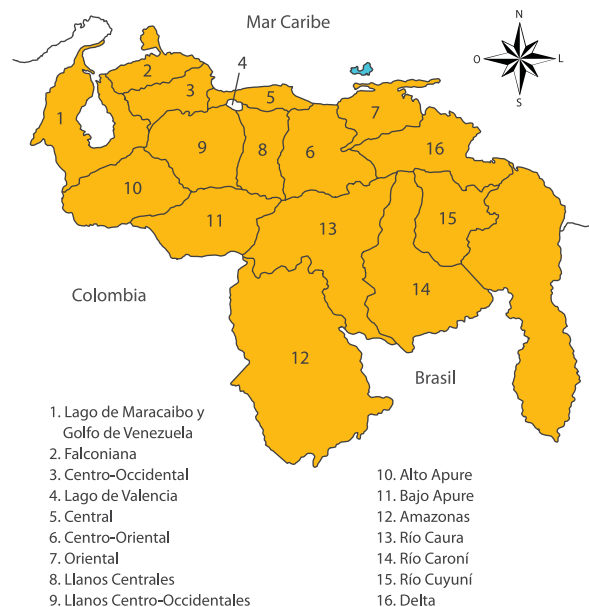 Mar Caribe
N
O
L
S
4
2
3
5
1
7
9
8
6
16
10
11
13
15
14
12
Colombia
Brasil
1. Lago de Maracaibo y
Golfo de Venezuela
2. Falconiana
3. Centro-Occidental
4. Lago de Valencia
5. Central
6. Centro-Oriental
7. Oriental
8. Llanos Centrales
9. Llanos Centro-Occidentales
10. Alto Apure
11. Bajo Apure
12. Amazonas
13. Río Caura
14. Río Caroní
15. Río Cuyuní
16. Delta